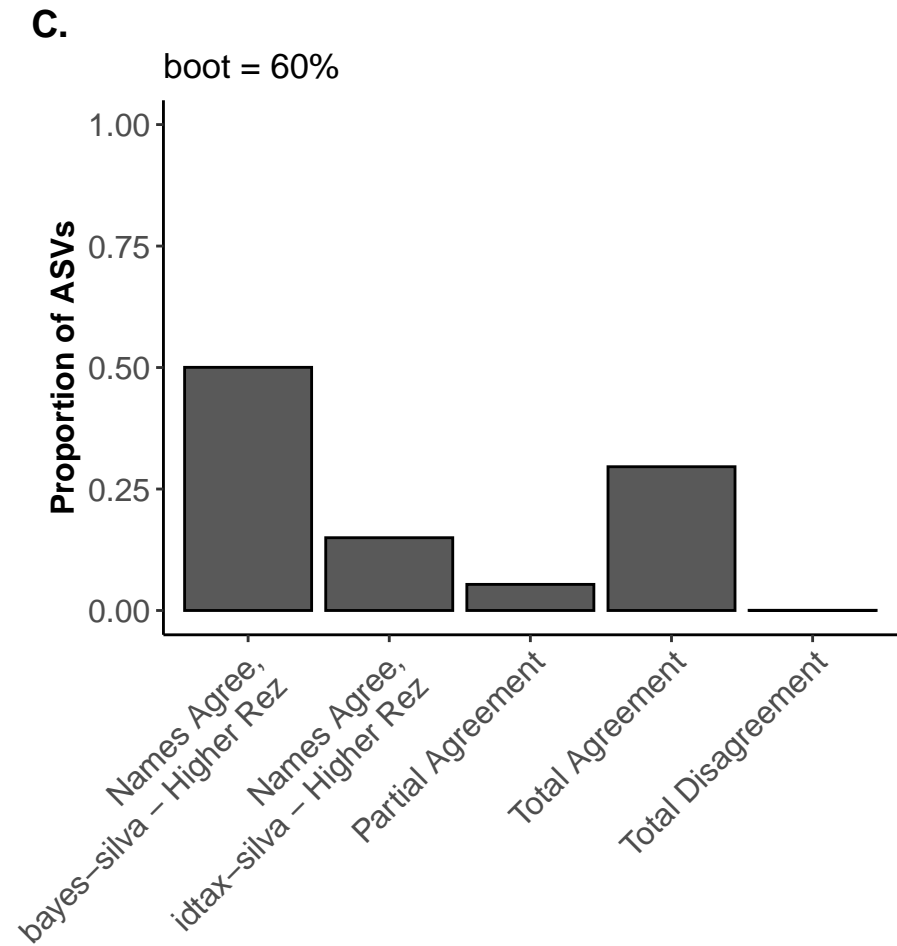 C.
boot = 60%
Proportion of ASVs
1.00
0.75
0.50
0.25
0.00
Names Agree,
bayes−silva − Higher Rez
Names Agree,
idtax−silva − Higher Rez
Partial Agreement
Total Agreement
Total Disagreement